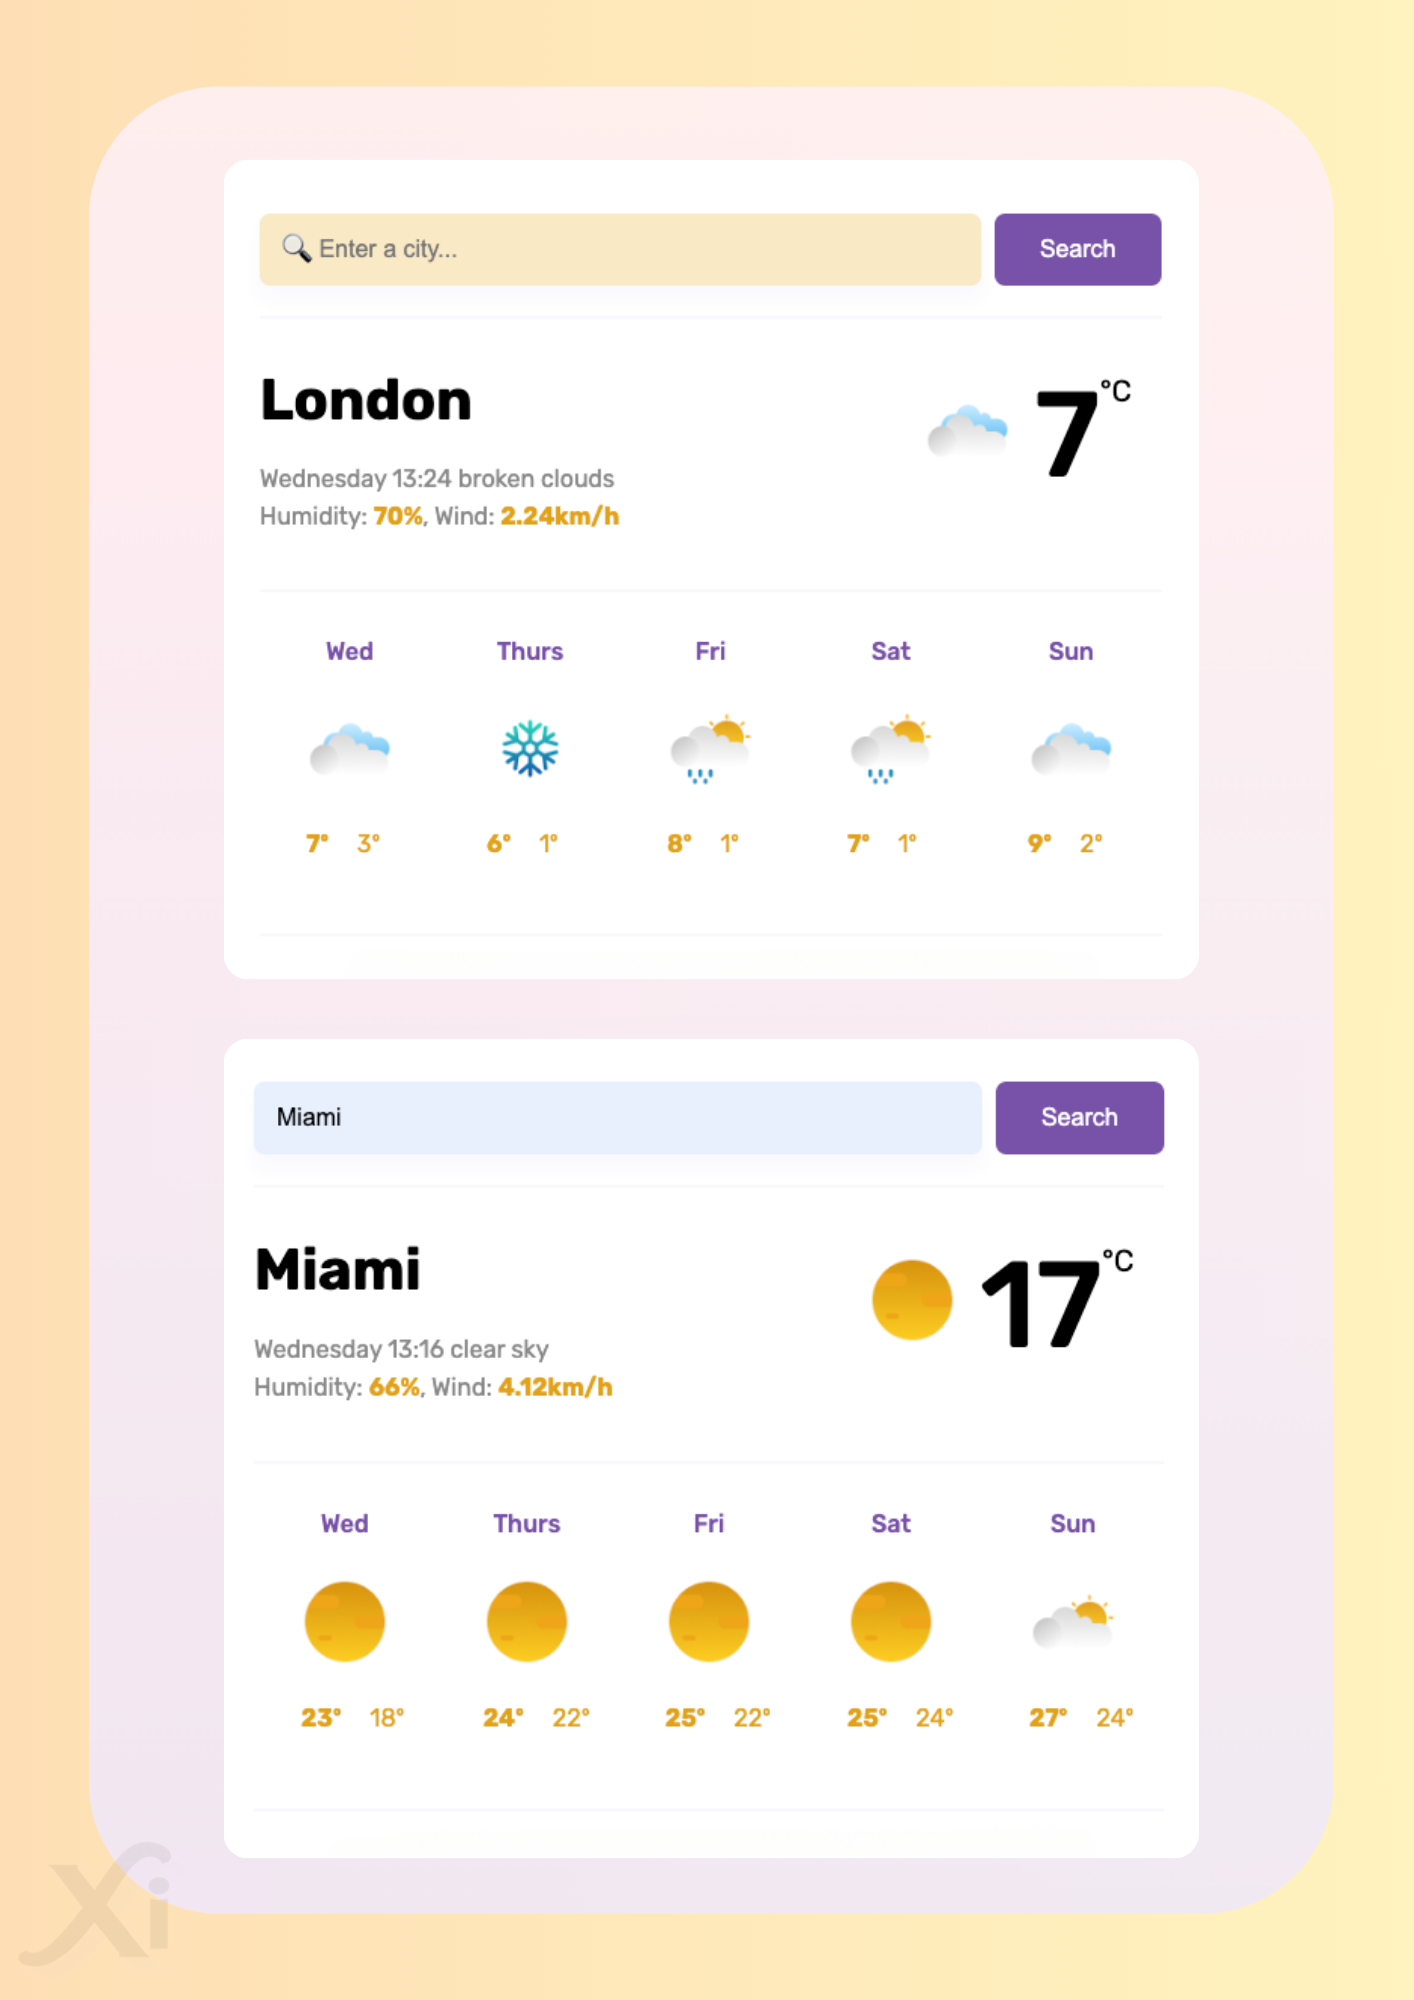 🔍 Enter a city...
Search
London
7°C
Wednesday 13:24 broken clouds
Humidity: 70%, Wind: 2.24km/h
Wed Thurs Fri Sat Sun
7° 3° 6° 1° 8° 1° 7° 1° 9° 2°
Miami
Search
Miami
17°C
Wednesday 13:16 clear sky
Humidity: 66%, Wind: 4.12km/h
Wed Thurs Fri Sat Sun
23° 18° 24° 22° 25° 22° 25° 24° 27° 24°
Xi